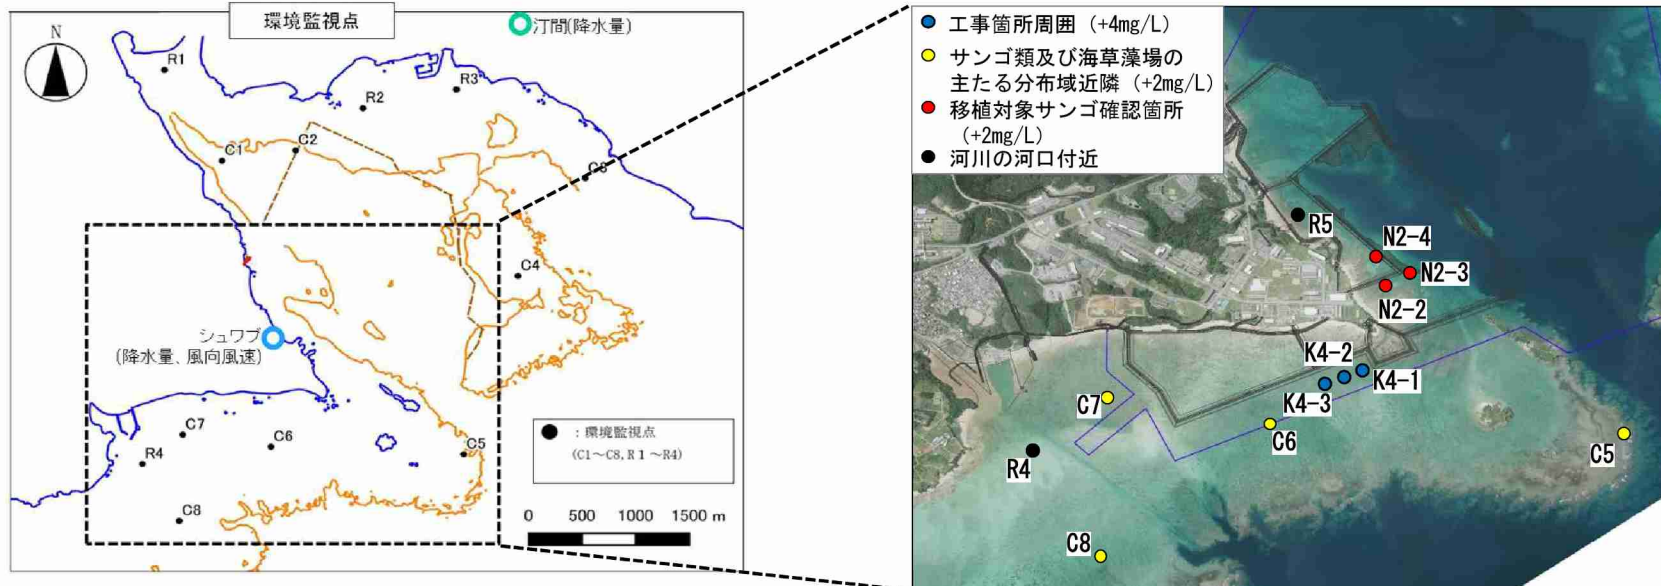 環境監視点
N
汀間(降水量)
R1
R2
R3
C1
C2
C3
C4
シュワブ
(降水量、風向風速)
C7
C6
C5
R4
C8
：環境監視点
(C1～C8,R1～R4)
0 500 1000 1500 m
工事箇所周囲 (+4mg/L)
サンゴ類及び海草藻場の
主たる分布域近隣 (+2mg/L)
移植対象サンゴ確認箇所
(+2mg/L)
河川の河口付近
R5
N2-4
N2-3
N2-2
K4-2
K4-1
K4-3
C7
C6
C5
R4
C8